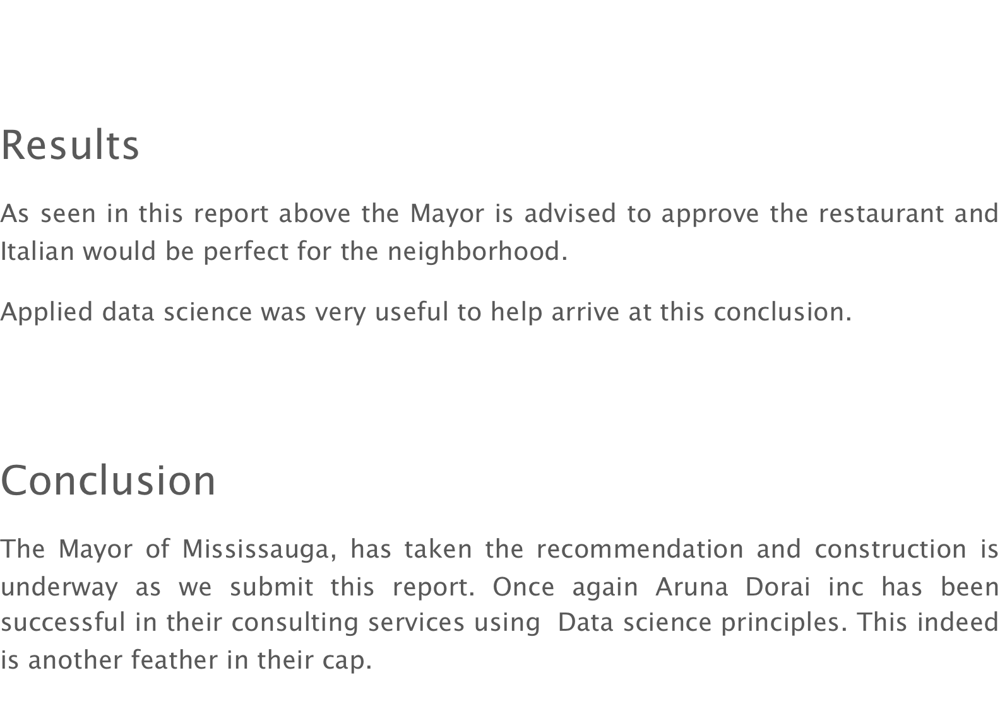 Results
As seen in this report above the Mayor is advised to approve the restaurant and
Italian would be perfect for the neighborhood.
Applied data science was very useful to help arrive at this conclusion.
Conclusion
The Mayor of Mississauga, has taken the recommendation and construction is
underway as we submit this report. Once again Aruna Dorai inc has been
successful in their consulting services using  Data science principles. This indeed
is another feather in their cap.